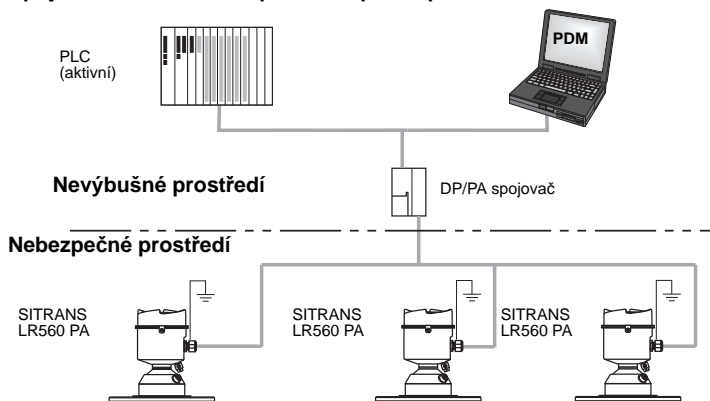 PLC
(aktivní)
PDM
Nevýbušné prostředí
DP/PA spojovač
Nebezpečné prostředí
SITRANS
LR560 PA
SITRANS
LR560 PA
SITRANS
LR560 PA